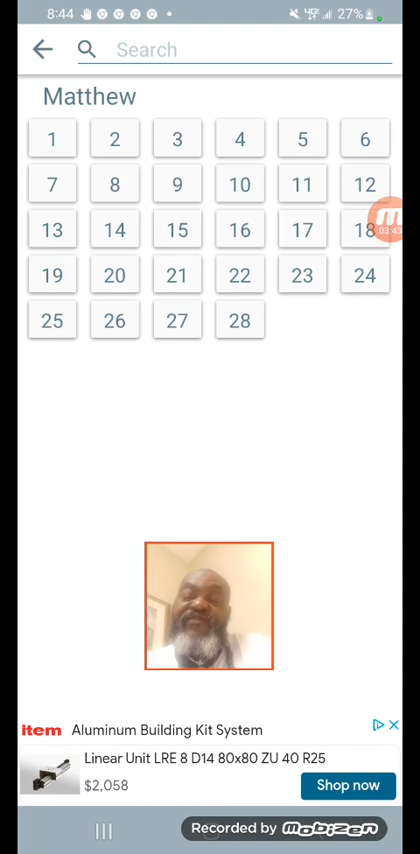 8:44 27%
Search
Matthew
1 2 3 4 5 6
7 8 9 10 11 12
13 14 15 16 17 18
03:43
19 20 21 22 23 24
25 26 27 28
item Aluminum Building Kit System
Linear Unit LRE 8 D14 80x80 ZU 40 R25
$2,058 Shop now
Recorded by mobizen